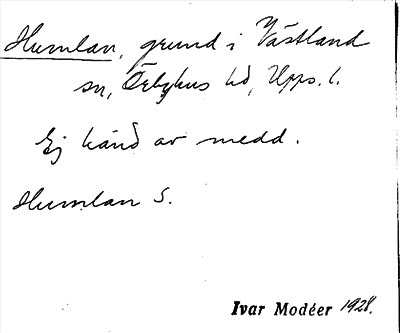 Humlan, grund i Västland
sn, Örbyhus hd, Upps. l.
Ej känd av medd.
Humlan S.
Ivar Modéer 1928.